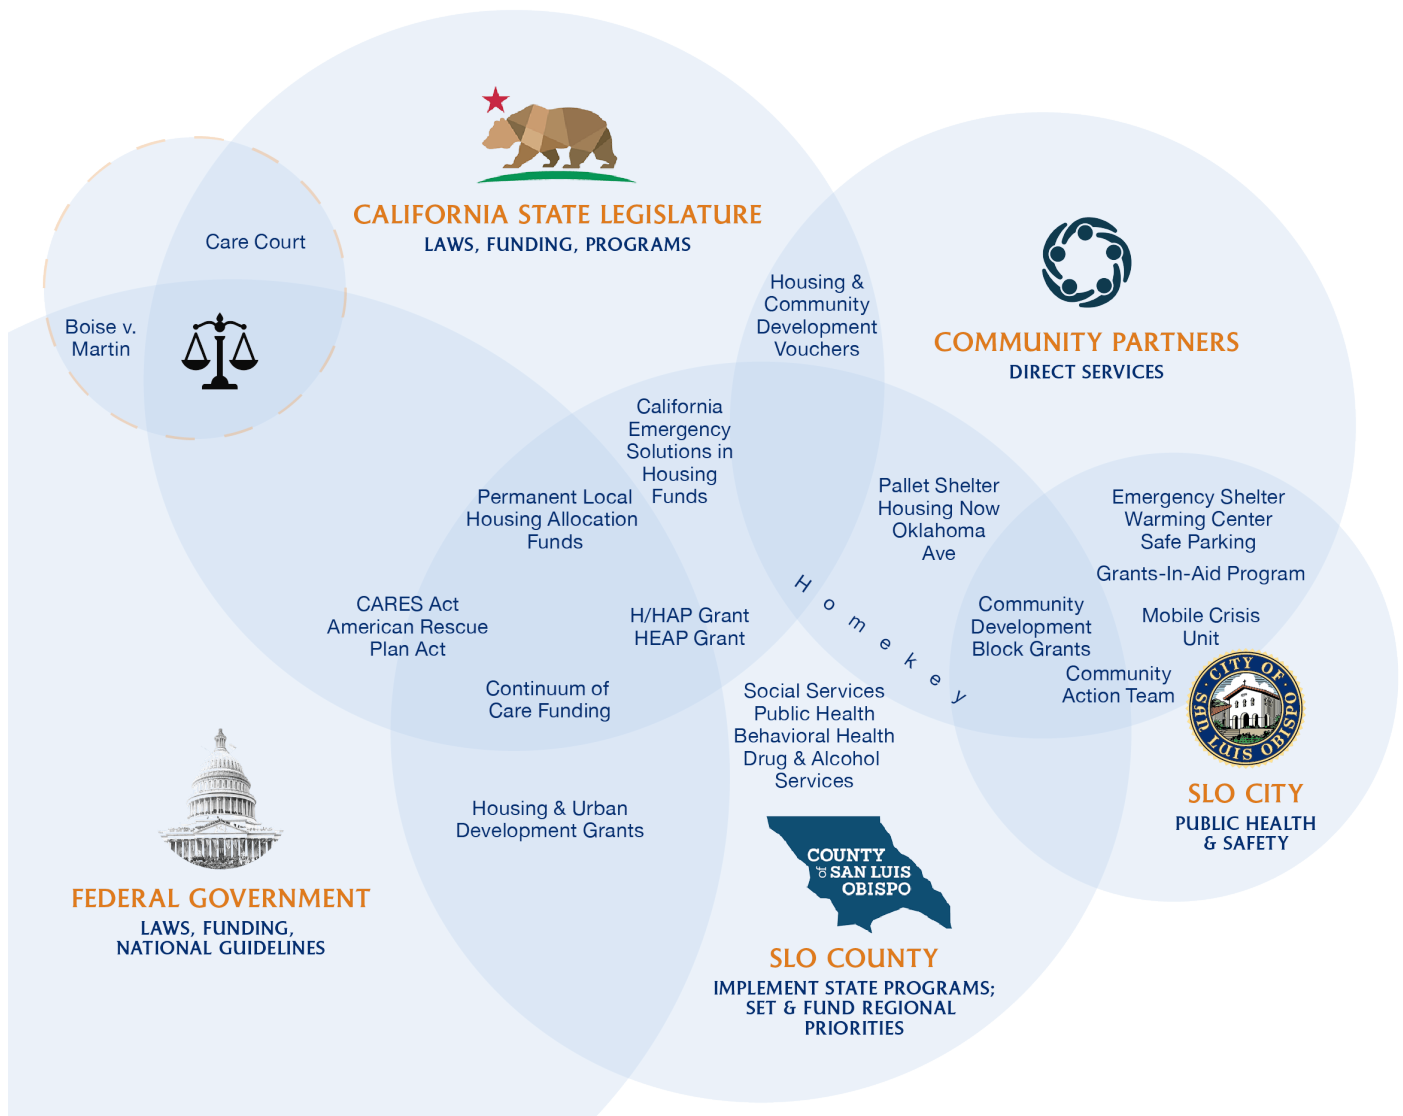 CALIFORNIA STATE LEGISLATURE
LAWS, FUNDING, PROGRAMS
Care Court
Boise v.
Martin
Housing &
Community
Development
Vouchers
COMMUNITY PARTNERS
DIRECT SERVICES
California
Emergency
Solutions in
Housing
Funds
Permanent Local
Housing Allocation
Funds
Pallet Shelter
Housing Now
Oklahoma
Ave
Emergency Shelter
Warming Center
Safe Parking
Grants-In-Aid Program
Mobile Crisis
Unit
Homekey
Community
Development
Block Grants
Community
Action Team
CARES Act
American Rescue
Plan Act
H/HAP Grant
HEAP Grant
Continuum of
Care Funding
Social Services
Public Health
Behavioral Health
Drug & Alcohol
Services
Housing & Urban
Development Grants
CITY OF
SAN LUIS OBISPO
SLO CITY
PUBLIC HEALTH
& SAFETY
COUNTY
of SAN LUIS
OBISPO
FEDERAL GOVERNMENT
LAWS, FUNDING,
NATIONAL GUIDELINES
SLO COUNTY
IMPLEMENT STATE PROGRAMS;
SET & FUND REGIONAL
PRIORITIES